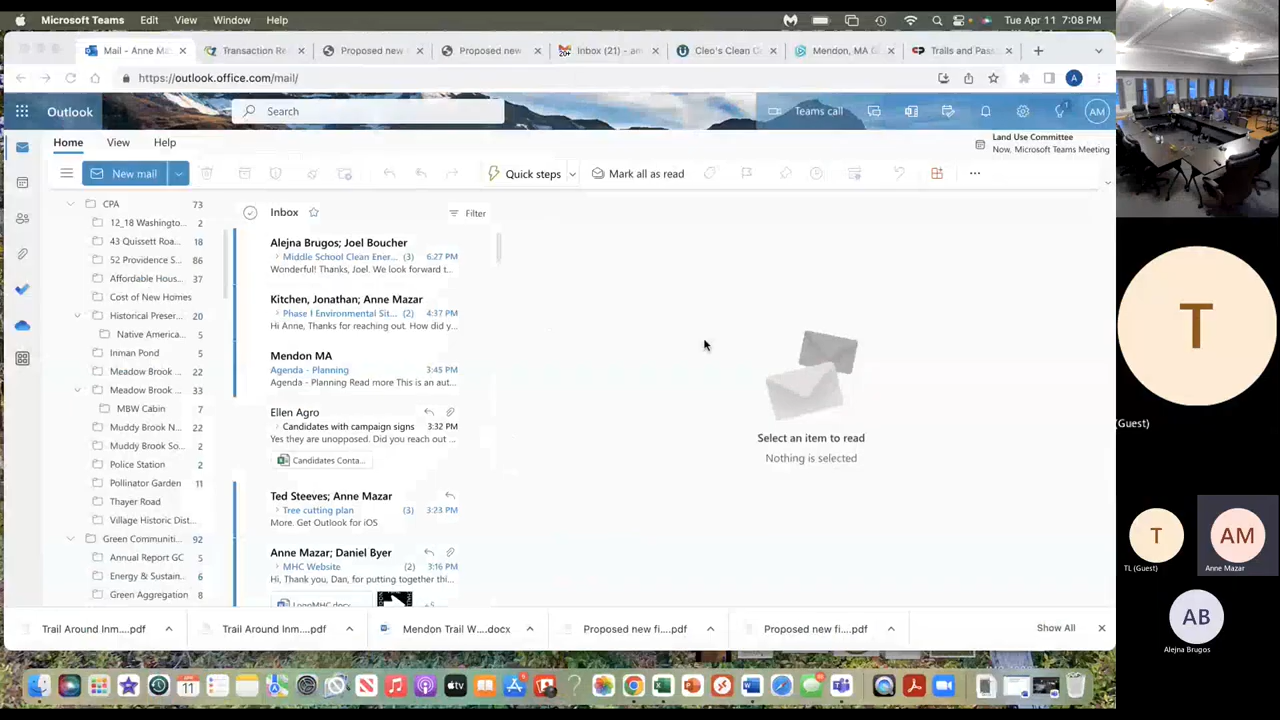 Microsoft Teams Edit View Window Help Tue Apr 11 7:08 PM
Mail - Anne Ma Transaction Re Proposed new Proposed new Inbox (21) - an Cleo's Clean C Mendon, MA G Trails and Pas
https://outlook.office.com/mail/ A
Outlook Search Teams call 1 AM
Home View Help Land Use Committee
Now, Microsoft Teams Meeting
New mail Quick steps Mark all as read
CPA 73
12_18 Washingto... 2
43 Quissett Roa... 18
52 Providence S... 86
Affordable Hous... 37
Cost of New Homes
Historical Preser... 20
Native America... 5
Inman Pond 5
Meadow Brook ... 22
Meadow Brook ... 33
MBW Cabin 7
Muddy Brook N... 22
Muddy Brook So... 2
Police Station 2
Pollinator Garden 11
Thayer Road
Village Historic Dist...
Green Communiti... 92
Annual Report GC 5
Energy & Sustain... 6
Green Aggregation 8
Inbox Filter
Alejna Brugos; Joel Boucher
Middle School Clean Ener... (3) 6:27 PM
Wonderful! Thanks, Joel. We look forward t...
Kitchen, Jonathan; Anne Mazar
Phase I Environmental Sit... (2) 4:37 PM
Hi Anne, Thanks for reaching out. How did y...
Mendon MA
Agenda - Planning 3:45 PM
Agenda - Planning Read more This is an aut...
Ellen Agro
Candidates with campaign signs 3:32 PM
Yes they are unopposed. Did you reach out ...
Candidates Conta...
Ted Steeves; Anne Mazar
Tree cutting plan (3) 3:23 PM
More. Get Outlook for iOS
Anne Mazar; Daniel Byer
MHC Website (2) 3:16 PM
Hi, Thank you, Dan, for putting together thi...
LogoMHC.docx +5
Select an item to read
Nothing is selected
Trail Around Inm....pdf Trail Around Inm....pdf Mendon Trail W....docx Proposed new fi....pdf Proposed new fi....pdf Show All
T
(Guest)
T
TL (Guest)
AM
Anne Mazar
AB
Alejna Brugos